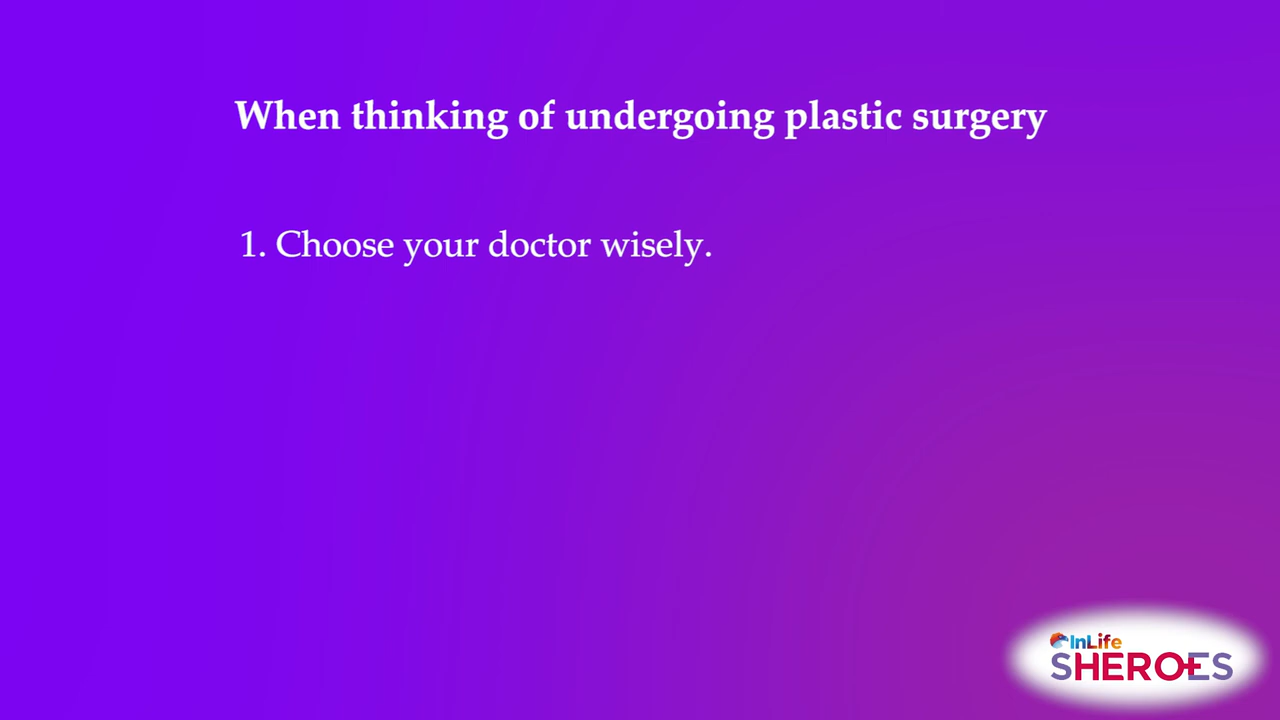 When thinking of undergoing plastic surgery
1. Choose your doctor wisely.
InLife
SHEROES